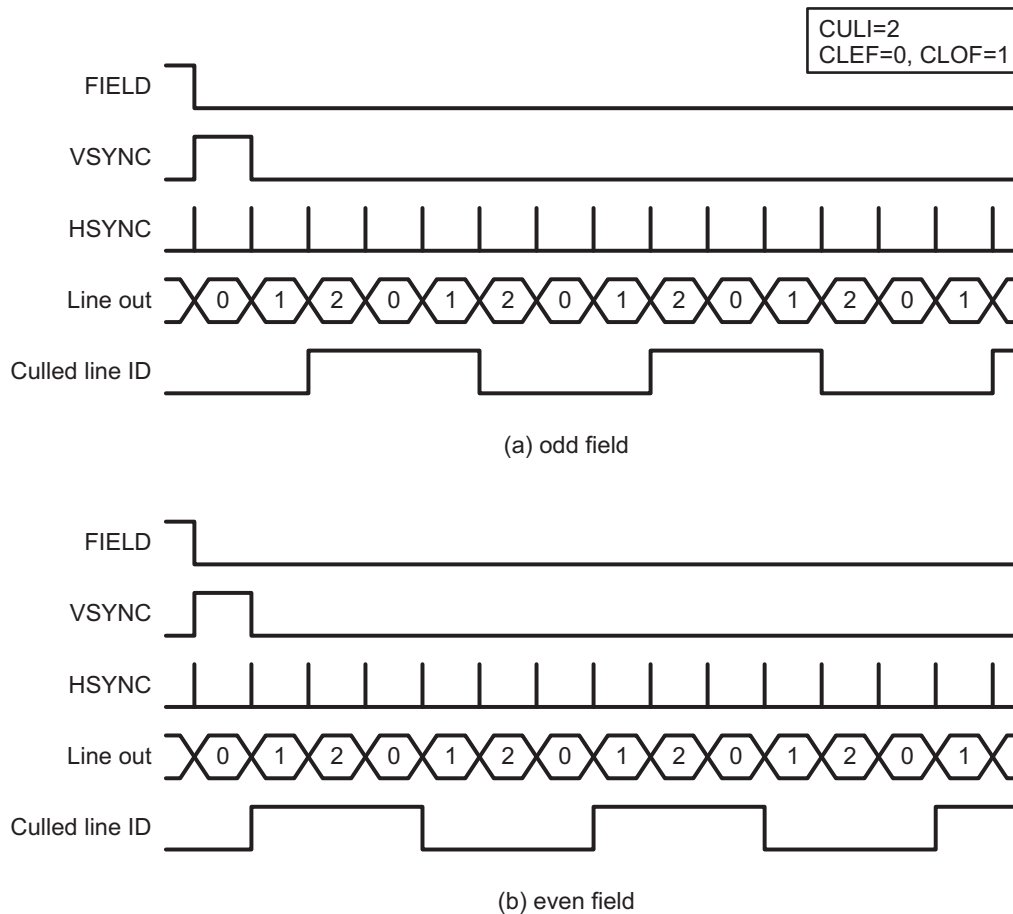 CULI=2
CLEF=0, CLOF=1
FIELD
VSYNC
HSYNC
Line out 0 1 2 0 1 2 0 1 2 0 1 2 0 1
Culled line ID
(a) odd field
FIELD
VSYNC
HSYNC
Line out 0 1 2 0 1 2 0 1 2 0 1 2 0 1
Culled line ID
(b) even field